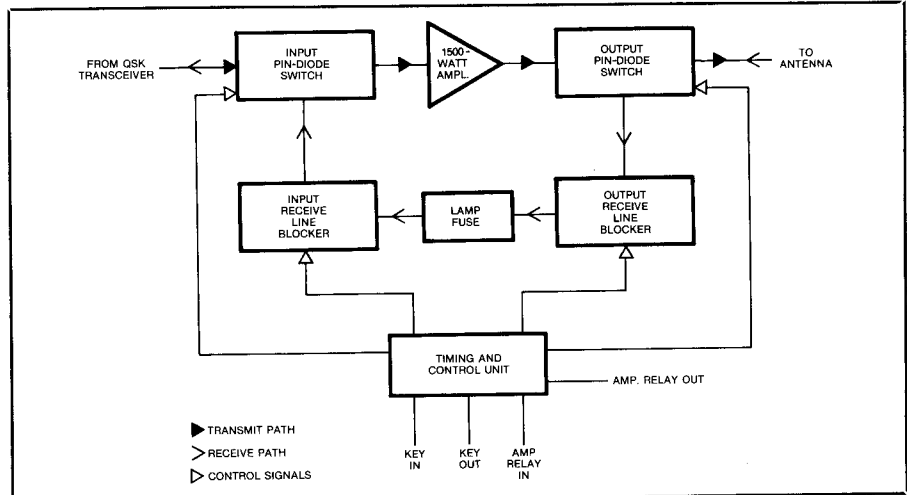 FROM QSK
TRANSCEIVER
INPUT
PIN-DIODE
SWITCH
1500-
WATT
AMPL.
OUTPUT
PIN-DIODE
SWITCH
TO
ANTENNA
INPUT
RECEIVE
LINE
BLOCKER
LAMP
FUSE
OUTPUT
RECEIVE
LINE
BLOCKER
TIMING AND
CONTROL UNIT
AMP. RELAY OUT
KEY
IN
KEY
OUT
AMP
RELAY
IN
TRANSMIT PATH
RECEIVE PATH
CONTROL SIGNALS